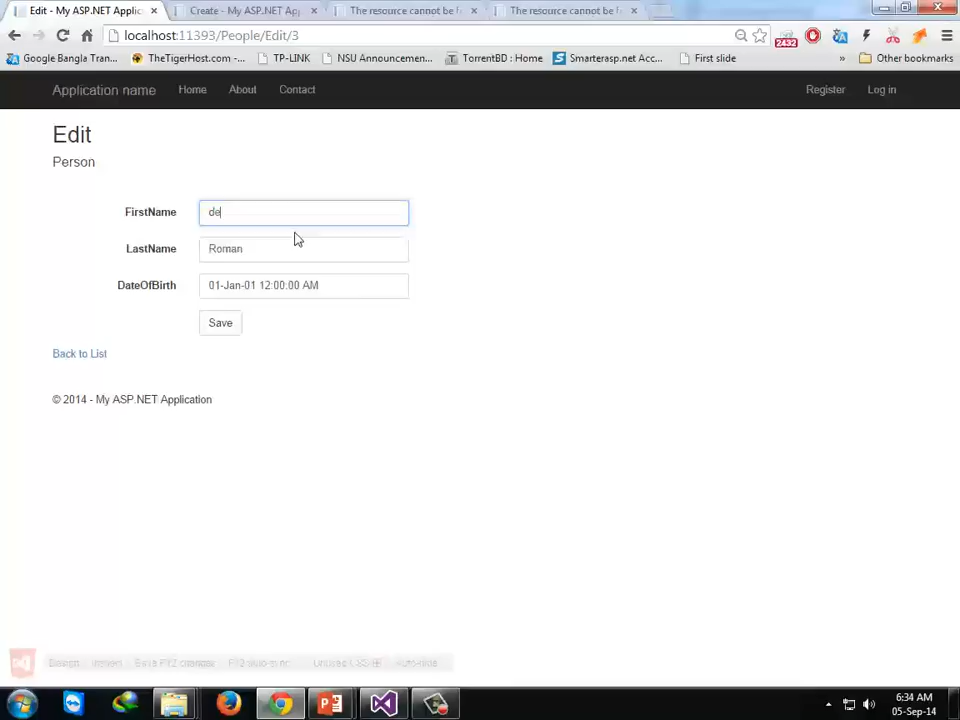 Edit - My ASP.NET Applic
Create - My ASP.NET App
The resource cannot be f
The resource cannot be f
localhost:11393/People/Edit/3
2432
Google Bangla Tran...
TheTigerHost.com -...
TP-LINK
NSU Announcemen...
TorrentBD : Home
Smarterasp.net Acc...
First slide
»
Other bookmarks
Application name
Home
About
Contact
Register
Log in
Edit
Person
FirstName
de
LastName
Roman
DateOfBirth
01-Jan-01 12:00:00 AM
Save
Back to List
© 2014 - My ASP.NET Application
Design
6:34 AM
05-Sep-14